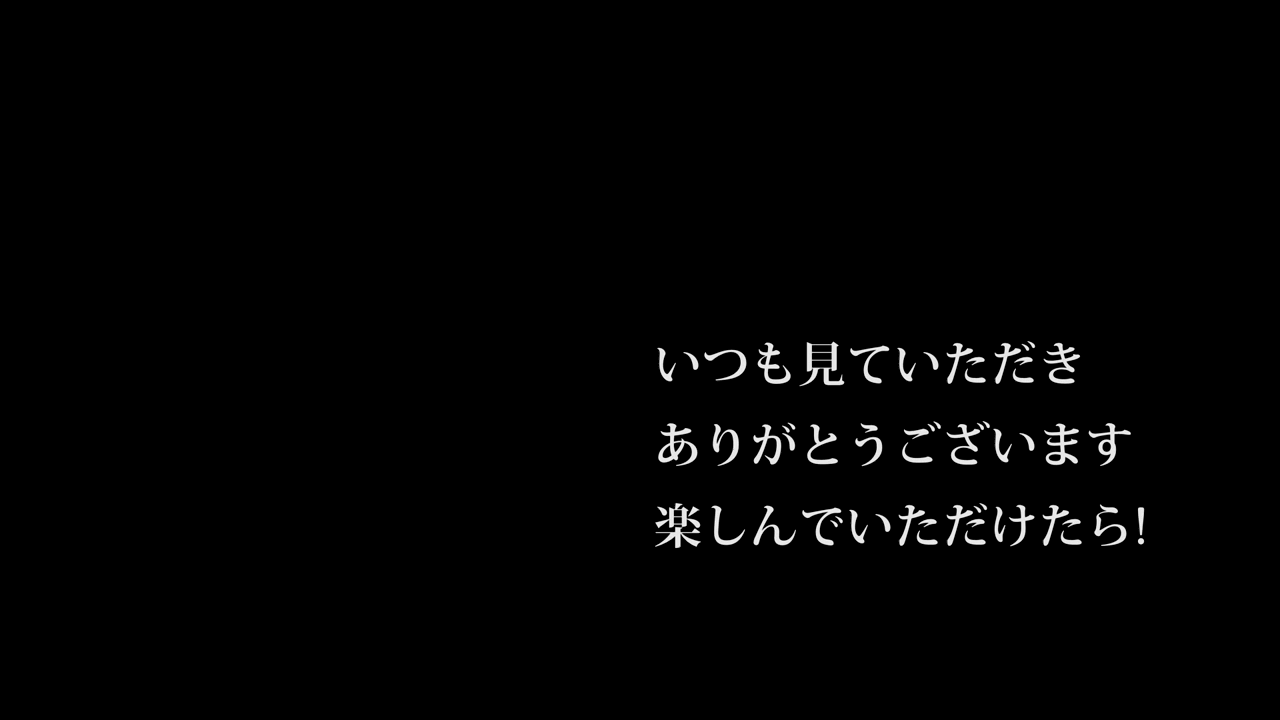 いつも見ていただき
ありがとうございます
楽しんでいただけたら!